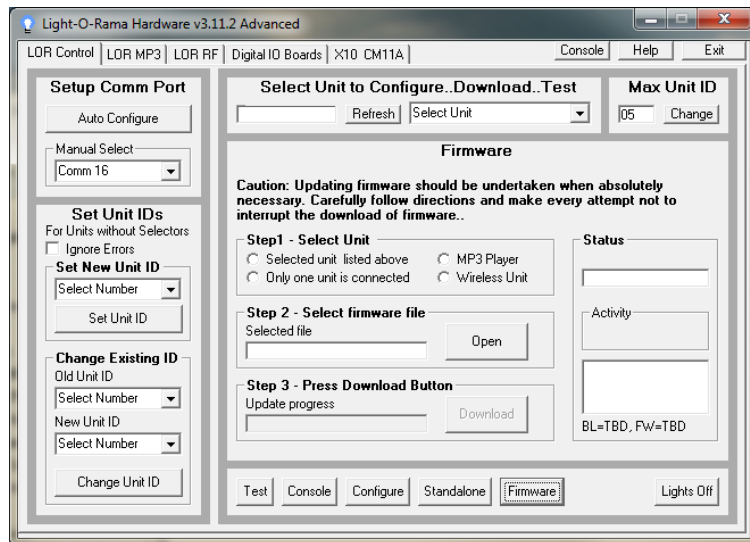 Light-O-Rama Hardware v3.11.2 Advanced
LOR Control LOR MP3 LOR RF Digital IO Boards X10 CM11A Console Help Exit
Setup Comm Port
Auto Configure
Manual Select
Comm 16
Set Unit IDs
For Units without Selectors
Ignore Errors
Set New Unit ID
Select Number
Set Unit ID
Change Existing ID
Old Unit ID
Select Number
New Unit ID
Select Number
Change Unit ID
Select Unit to Configure..Download..Test
Refresh Select Unit
Max Unit ID
05 Change
Firmware
Caution: Updating firmware should be undertaken when absolutely
necessary. Carefully follow directions and make every attempt not to
interrupt the download of firmware..
Step1 - Select Unit
Selected unit listed above MP3 Player
Only one unit is connected Wireless Unit
Step 2 - Select firmware file
Selected file
Open
Step 3 - Press Download Button
Update progress
Download
Status
Activity
BL=TBD, FW=TBD
Test Console Configure Standalone Firmware Lights Off